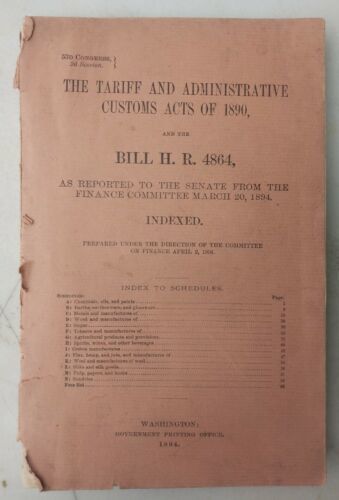 53D CONGRESS,
2d Session.
THE TARIFF AND ADMINISTRATIVE
CUSTOMS ACTS OF 1890,
AND THE
BILL H. R. 4864,
AS REPORTED TO THE SENATE FROM THE
FINANCE COMMITTEE MARCH 20, 1894.
INDEXED.
PREPARED UNDER THE DIRECTION OF THE COMMITTEE
ON FINANCE APRIL 2, 1894.
INDEX TO SCHEDULES.
SCHEDULES: Page.
A: Chemicals, oils, and paints
B: Earths, earthenware, and glassware
C: Metals and manufactures of
D: Wood and manufactures of
E: Sugar
F: Tobacco and manufactures of
G: Agricultural products and provisions
H: Spirits, wines, and other beverages
I: Cotton manufactures
J: Flax, hemp, and jute, and manufactures of
K: Wool and manufactures of wool
L: Silks and silk goods
M: Pulp, papers, and books
N: Sundries
Free list
WASHINGTON:
GOVERNMENT PRINTING OFFICE.
1894.